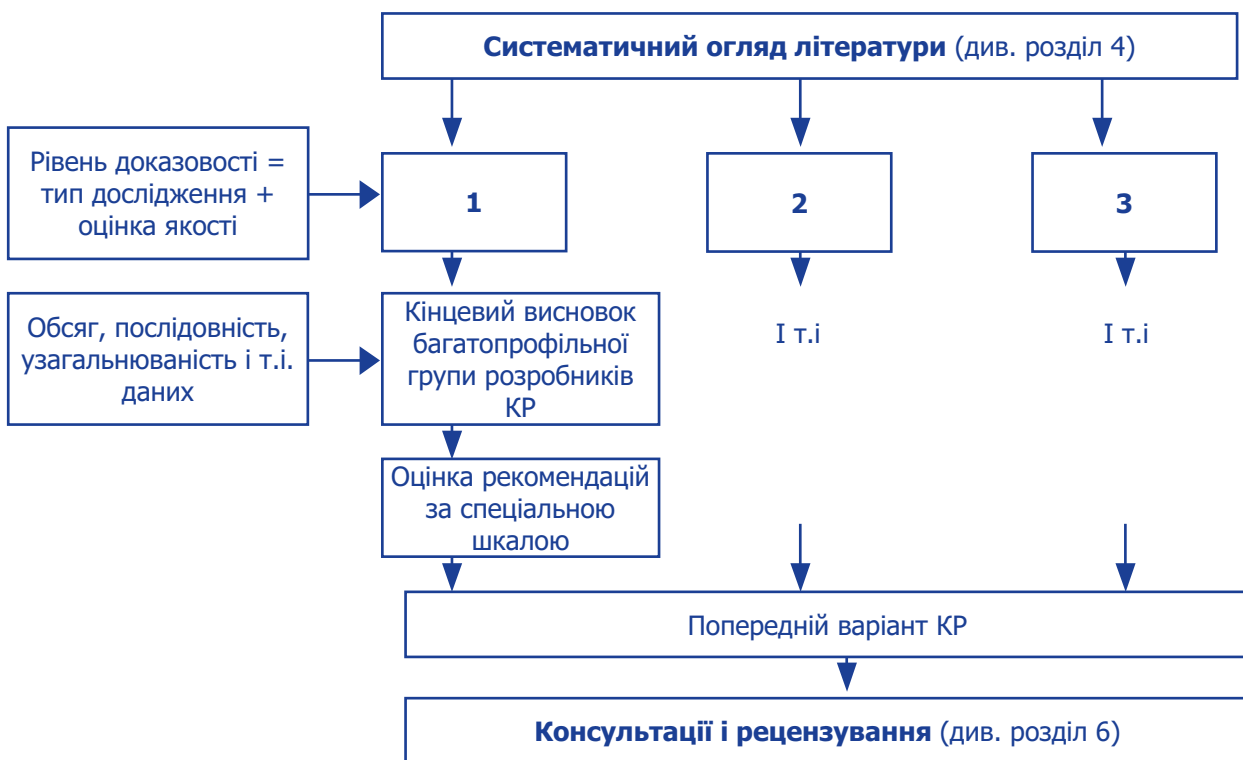 Систематичний огляд літератури (див. розділ 4)
Рівень доказовості =
тип дослідження +
оцінка якості
1
2
3
Обсяг, послідовність,
узагальнюваність і т.і.
даних
Кінцевий висновок
багатопрофільної
групи розробників
КР
І т.і
І т.і
Оцінка рекомендацій
за спеціальною
шкалою
Попередній варіант КР
Консультації і рецензування (див. розділ 6)